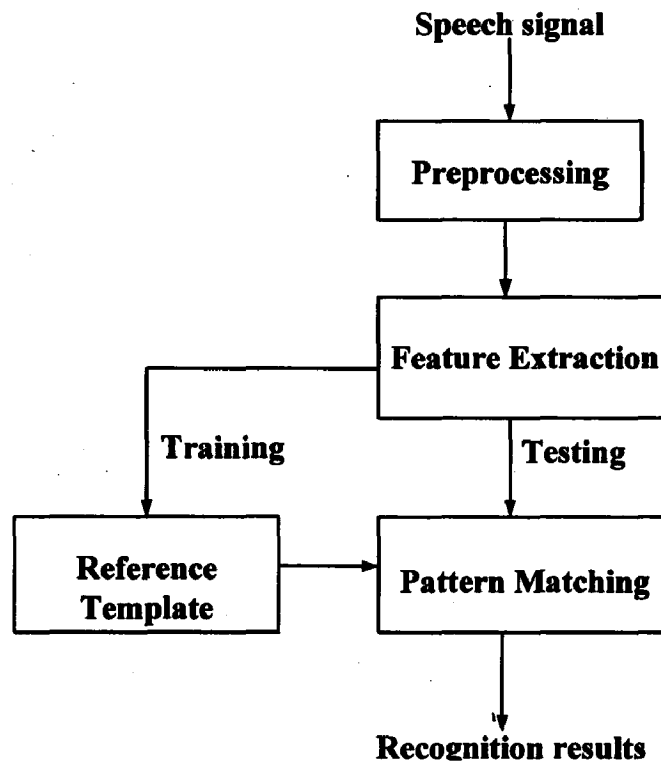 Speech signal
Preprocessing
Feature Extraction
Training
Testing
Reference
Template
Pattern Matching
Recognition results